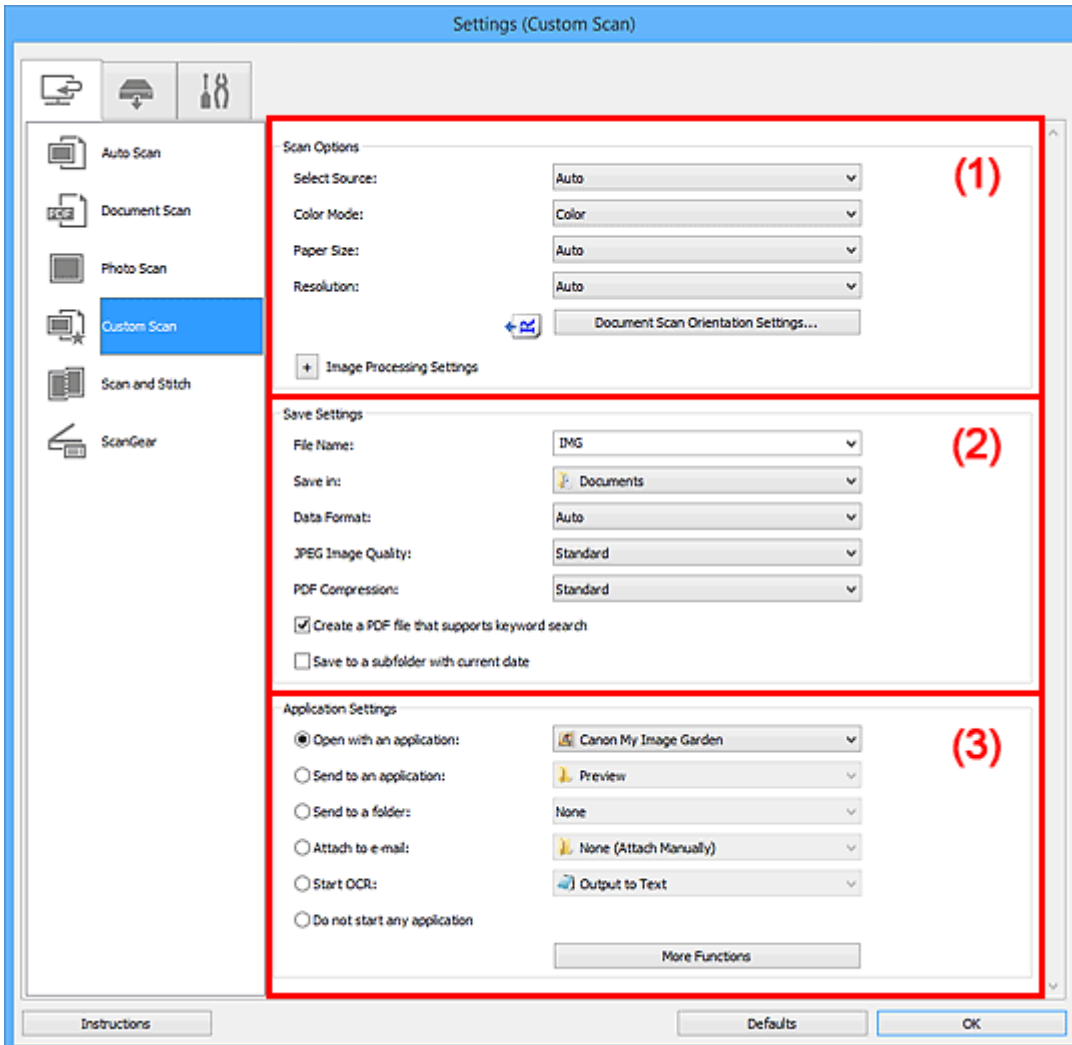 Settings (Custom Scan)
Auto Scan
Document Scan
Photo Scan
Custom Scan
Scan and Stitch
ScanGear
(1)
Scan Options
Select Source: Auto
Color Mode: Color
Paper Size: Auto
Resolution: Auto
R Document Scan Orientation Settings...
+ Image Processing Settings
(2)
Save Settings
File Name: IMG
Save in: Documents
Data Format: Auto
JPEG Image Quality: Standard
PDF Compression: Standard
Create a PDF file that supports keyword search
Save to a subfolder with current date
(3)
Application Settings
Open with an application: Canon My Image Garden
Send to an application: Preview
Send to a folder: None
Attach to e-mail: None (Attach Manually)
Start OCR: Output to Text
Do not start any application
More Functions
Instructions Defaults OK